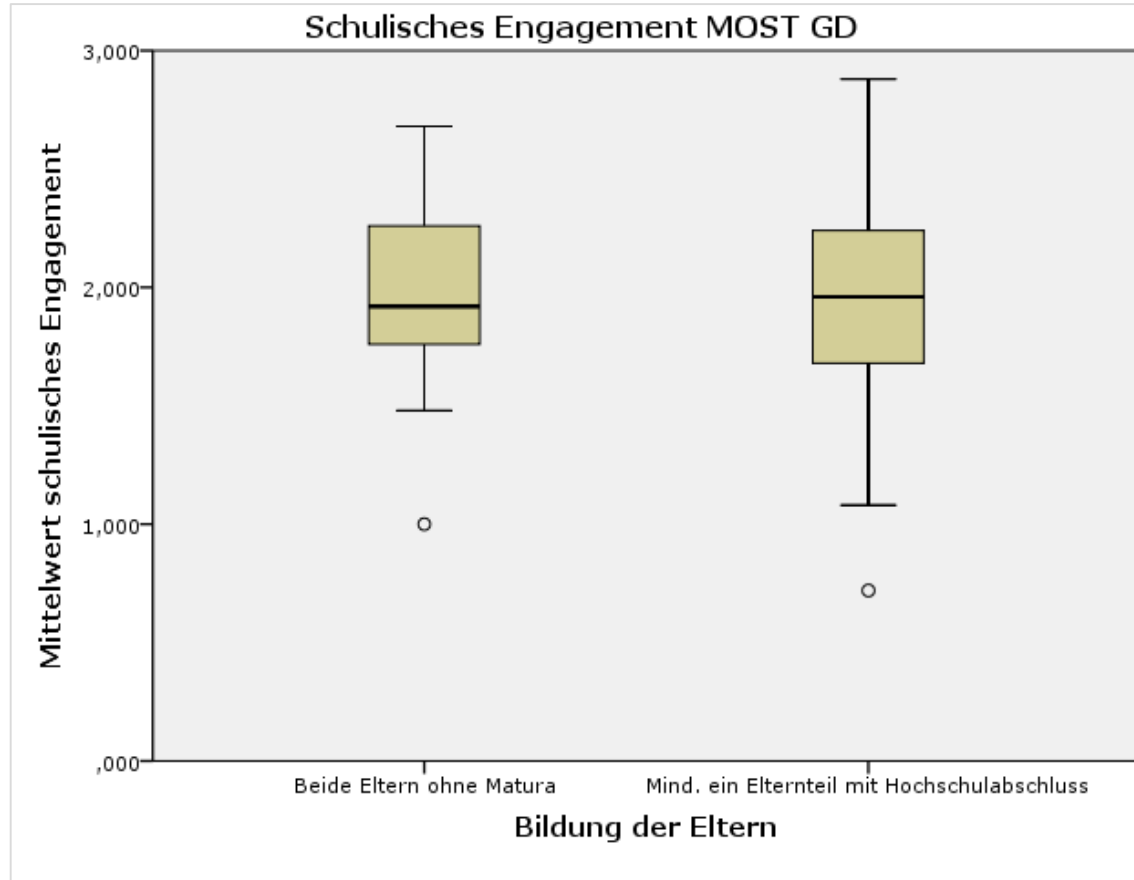 Schulisches Engagement MOST GD
Mittelwert schulisches Engagement
3,000
2,000
1,000
,000
Beide Eltern ohne Matura
Mind. ein Elternteil mit Hochschulabschluss
Bildung der Eltern